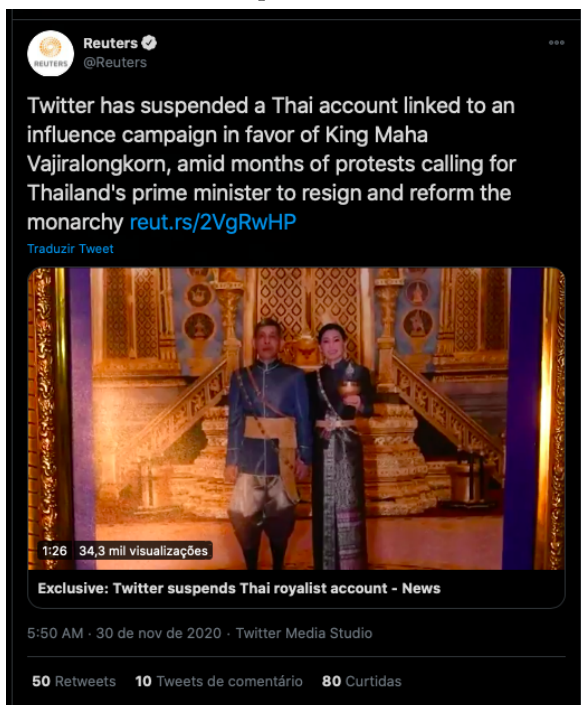 Reuters
@Reuters
REUTERS
Twitter has suspended a Thai account linked to an
influence campaign in favor of King Maha
Vajiralongkorn, amid months of protests calling for
Thailand's prime minister to resign and reform the
monarchy reut.rs/2VgRwHP
Traduzir Tweet
1:26 34,3 mil visualizações
Exclusive: Twitter suspends Thai royalist account - News
5:50 AM · 30 de nov de 2020 · Twitter Media Studio
50 Retweets 10 Tweets de comentário 80 Curtidas